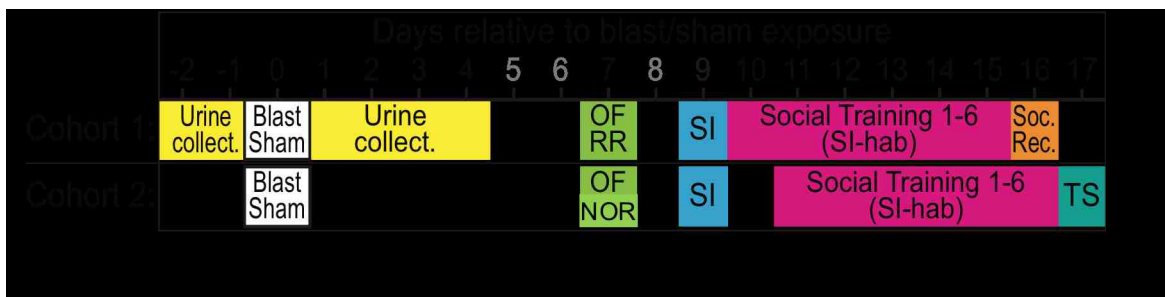 Days relative to blast/sham exposure
-2 -1 0 1 2 3 4 5 6 7 8 9 10 11 12 13 14 15 16 17
Cohort 1:
Urine collect.
Blast Sham
Urine collect.
OF RR
SI
Social Training 1-6 (SI-hab)
Soc. Rec.
Cohort 2:
Blast Sham
OF NOR
SI
Social Training 1-6 (SI-hab)
TS